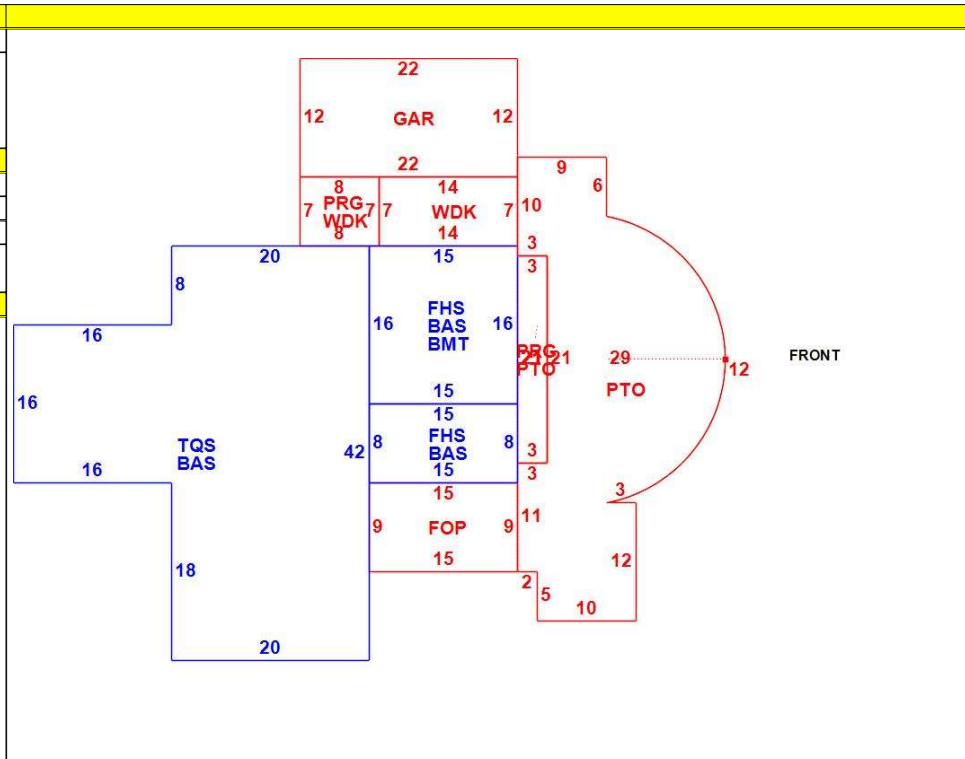 22
12 GAR 12
22
9
6
8 14
PRG
7 7 7 WDK 7 10
WDK
8 14 3
20 15 3
8
FHS
16 16 BAS 16
BMT
PRG
21 21 29 FRONT
PTO 12
PTO
15
16 15
TQS 42 8 FHS 8
BAS BAS
16 15 3
15 3 3
9 FOP 9 11
15
12
18 2 5
10
20